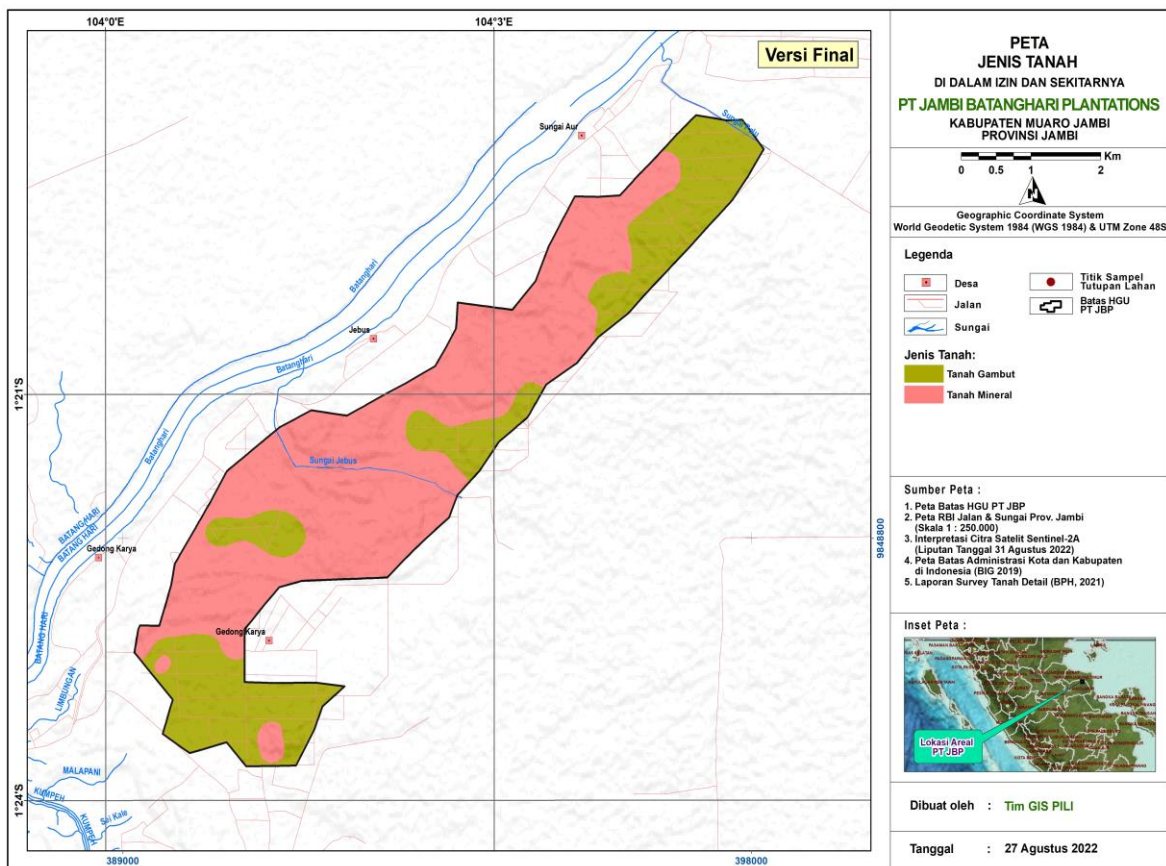 104°0'E
104°3'E
Versi Final
Sungai Aur
Batanghari
Jebus
Batanghari
1°21'S
1°21'S
Batanghari
Sungai Jebus
BATANG HARI
BATANG HARI
Gedong Karya
9848800
BATANG HARI
Gedong Karya
LIMBUNGAN
MALAPANI
KUMPEH
Sei Kale
KUMPEH
1°24'S
1°24'S
389000
398000
PETA
JENIS TANAH
DI DALAM IZIN DAN SEKITARNYA
PT JAMBI BATANGHARI PLANTATIONS
KABUPATEN MUARO JAMBI
PROVINSI JAMBI
Km
0 0.5 1 2
N
Geographic Coordinate System
World Geodetic System 1984 (WGS 1984) & UTM Zone 48S
Legenda
Desa
Jalan
Sungai
Titik Sampel
Tutupan Lahan
Batas HGU
PT JBP
Jenis Tanah:
Tanah Gambut
Tanah Mineral
Sumber Peta :
1. Peta Batas HGU PT JBP
2. Peta RBI Jalan & Sungai Prov. Jambi
(Skala 1 : 250.000)
3. Interpretasi Citra Satelit Sentinel-2A
(Liputan Tanggal 31 Agustus 2022)
4. Peta Batas Administrasi Kota dan Kabupaten
di Indonesia (BIG 2019)
5. Laporan Survey Tanah Detail (BPH, 2021)
Inset Peta :
Lokasi Areal
PT JBP
Dibuat oleh : Tim GIS PILI
Tanggal : 27 Agustus 2022